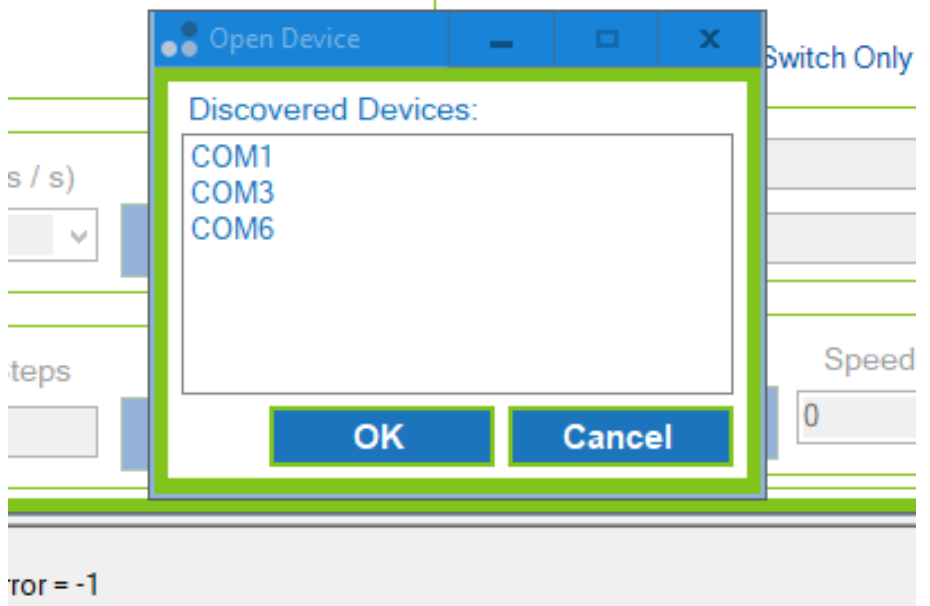 Open Device
Switch Only
Discovered Devices:
COM1
COM3
COM6
s / s)
teps
Speed
0
OK
Cancel
rror = -1